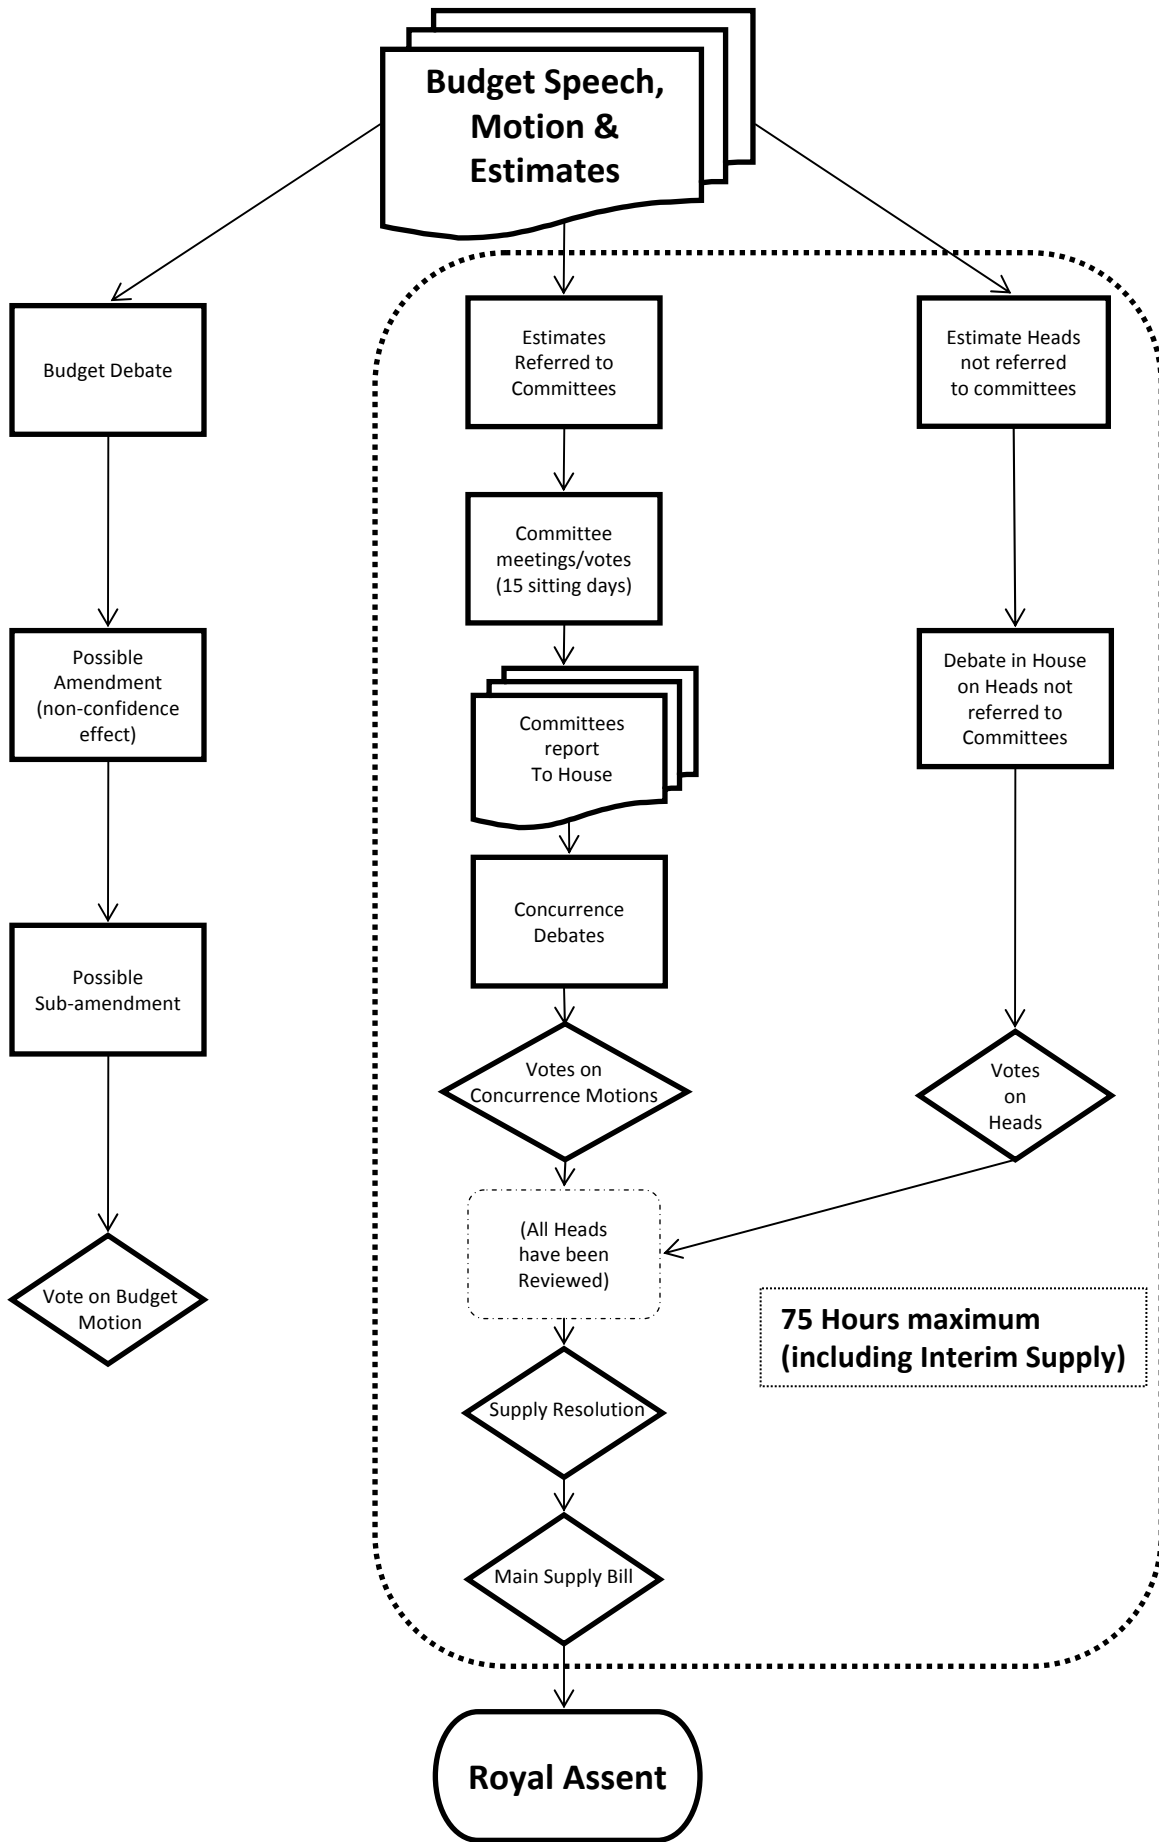 Budget Speech,
Motion &
Estimates
Budget Debate
Estimates
Referred to
Committees
Estimate Heads
not referred
to committees
Committee
meetings/votes
(15 sitting days)
Possible
Amendment
(non-confidence
effect)
Debate in House
on Heads not
referred to
Committees
Committees
report
To House
Concurrence
Debates
Possible
Sub-amendment
Votes on
Concurrence Motions
Votes
on
Heads
(All Heads
have been
Reviewed)
Vote on Budget
Motion
75 Hours maximum
(including Interim Supply)
Supply Resolution
Main Supply Bill
Royal Assent